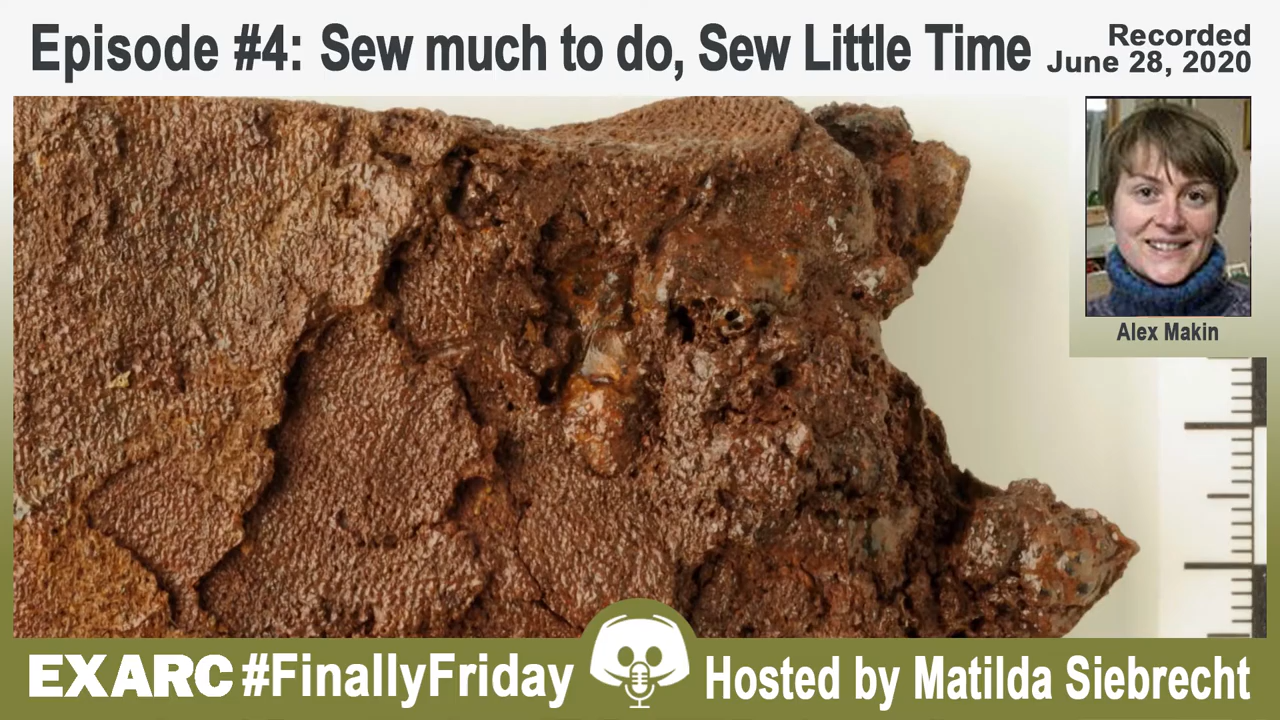 Episode #4: Sew much to do, Sew Little Time
Recorded
June 28, 2020
Alex Makin
EXARC #FinallyFriday
Hosted by Matilda Siebrecht